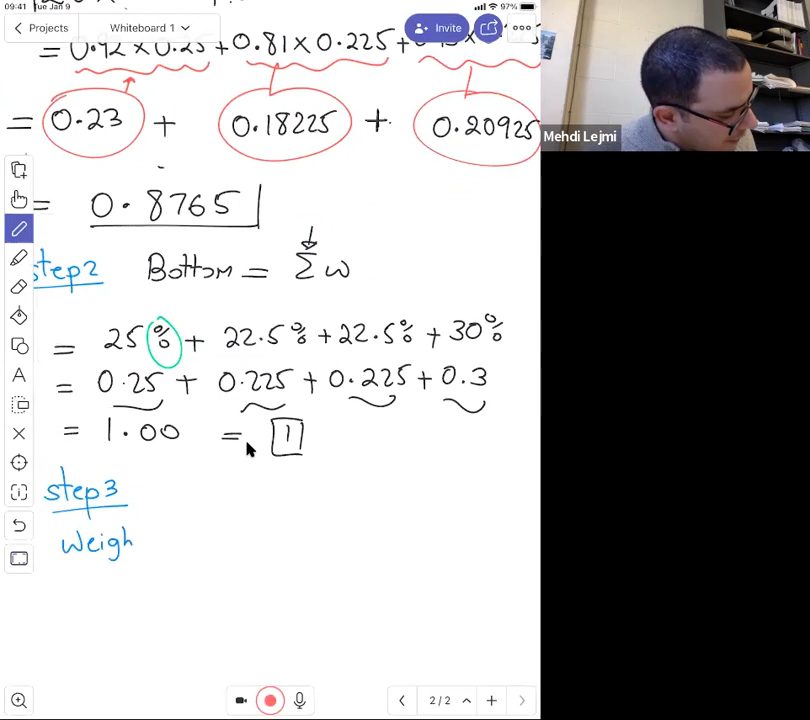 09:41 Tue Jan 9 97%
Projects Whiteboard 1 Invite
= 0.92 × 0.25 + 0.81 × 0.225 +
= 0.23 + 0.18225 + 0.20925
Mehdi Lejmi
= 0.8765
step2 Bottom = Σw
= 25% + 22.5% + 22.5% + 30%
= 0.25 + 0.225 + 0.225 + 0.3
= 1.00 = 1
step3
Weigh
2/2